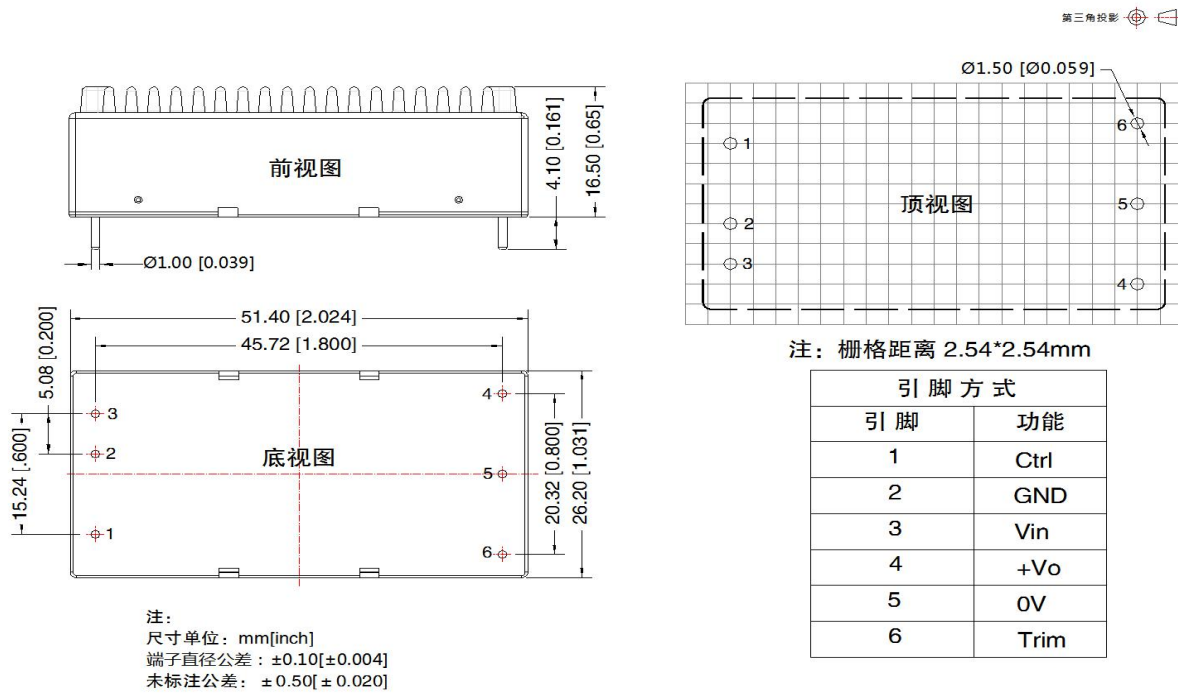 第三角投影
Ø1.50 [Ø0.059]
前视图
4.10 [0.161]
16.50 [0.65]
Ø1.00 [0.039]
1
2
3
6
5
4
顶视图
注：栅格距离 2.54*2.54mm
51.40 [2.024]
45.72 [1.800]
5.08 [0.200]
15.24 [.600]
3
2
1
底视图
4
5
6
20.32 [0.800]
26.20 [1.031]
引 脚 方 式
引 脚 功能
1 Ctrl
2 GND
3 Vin
4 +Vo
5 0V
6 Trim
注：
尺寸单位：mm[inch]
端子直径公差：±0.10[±0.004]
未标注公差：±0.50[±0.020]